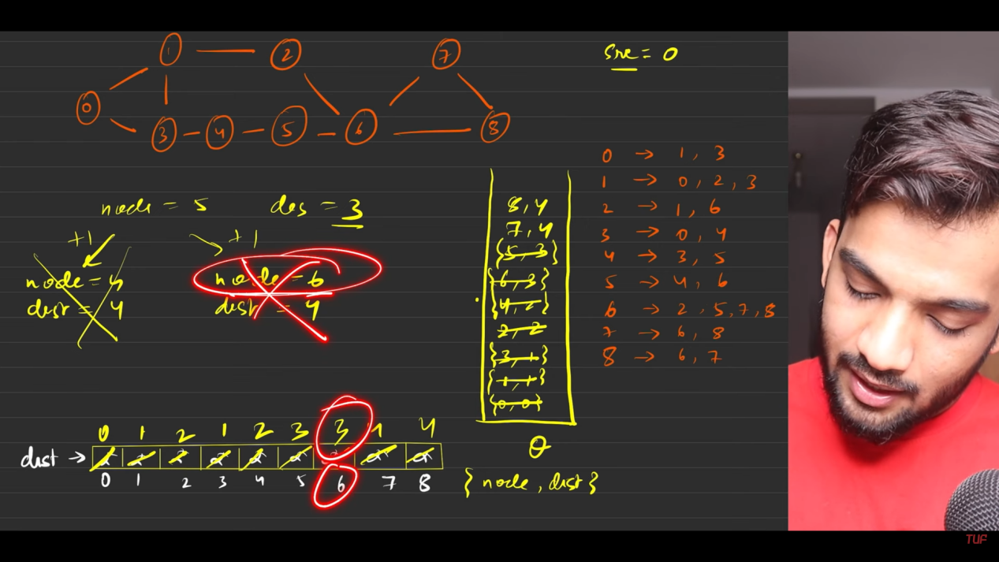 1 2 7
0
3 4 5 6 8
src = 0
0 → 1, 3
1 → 0, 2, 3
2 → 1, 6
3 → 0, 4
4 → 3, 5
5 → 4, 6
6 → 2, 5, 7, 8
7 → 6, 8
8 → 6, 7
node = 5 des = 3
+1 +1
node = 4 node = 6
dist = 4 dist = 4
8, 4
7, 4
{5, 3}
{6, 3}
{4, 2}
2, 2
{3, 1}
{1, 1}
{0, 0}
Q
{ node, dist }
0 1 2 1 2 3 3 4 4
dist →
0 1 2 3 4 5 6 7 8
TUF